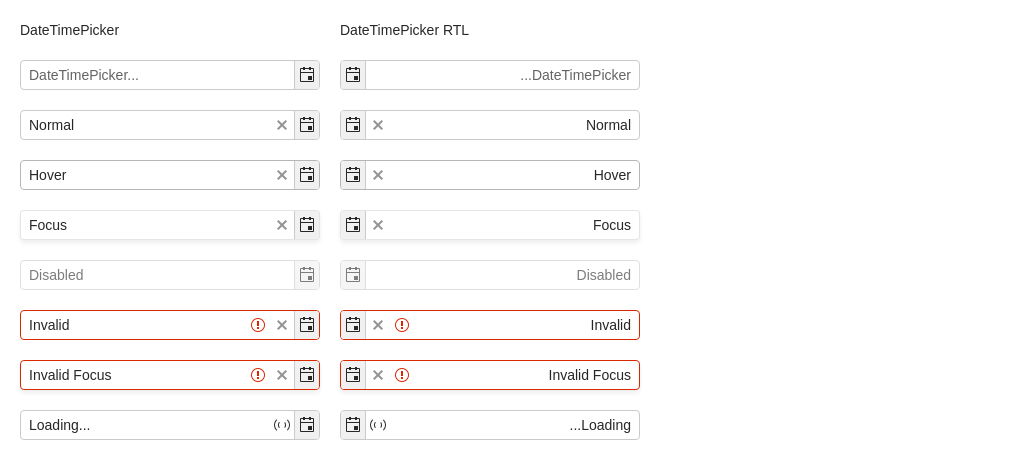 DateTimePicker
DateTimePicker...
Normal
Hover
Focus
Disabled
Invalid
Invalid Focus
Loading...
DateTimePicker RTL
...DateTimePicker
Normal
Hover
Focus
Disabled
Invalid
Invalid Focus
...Loading